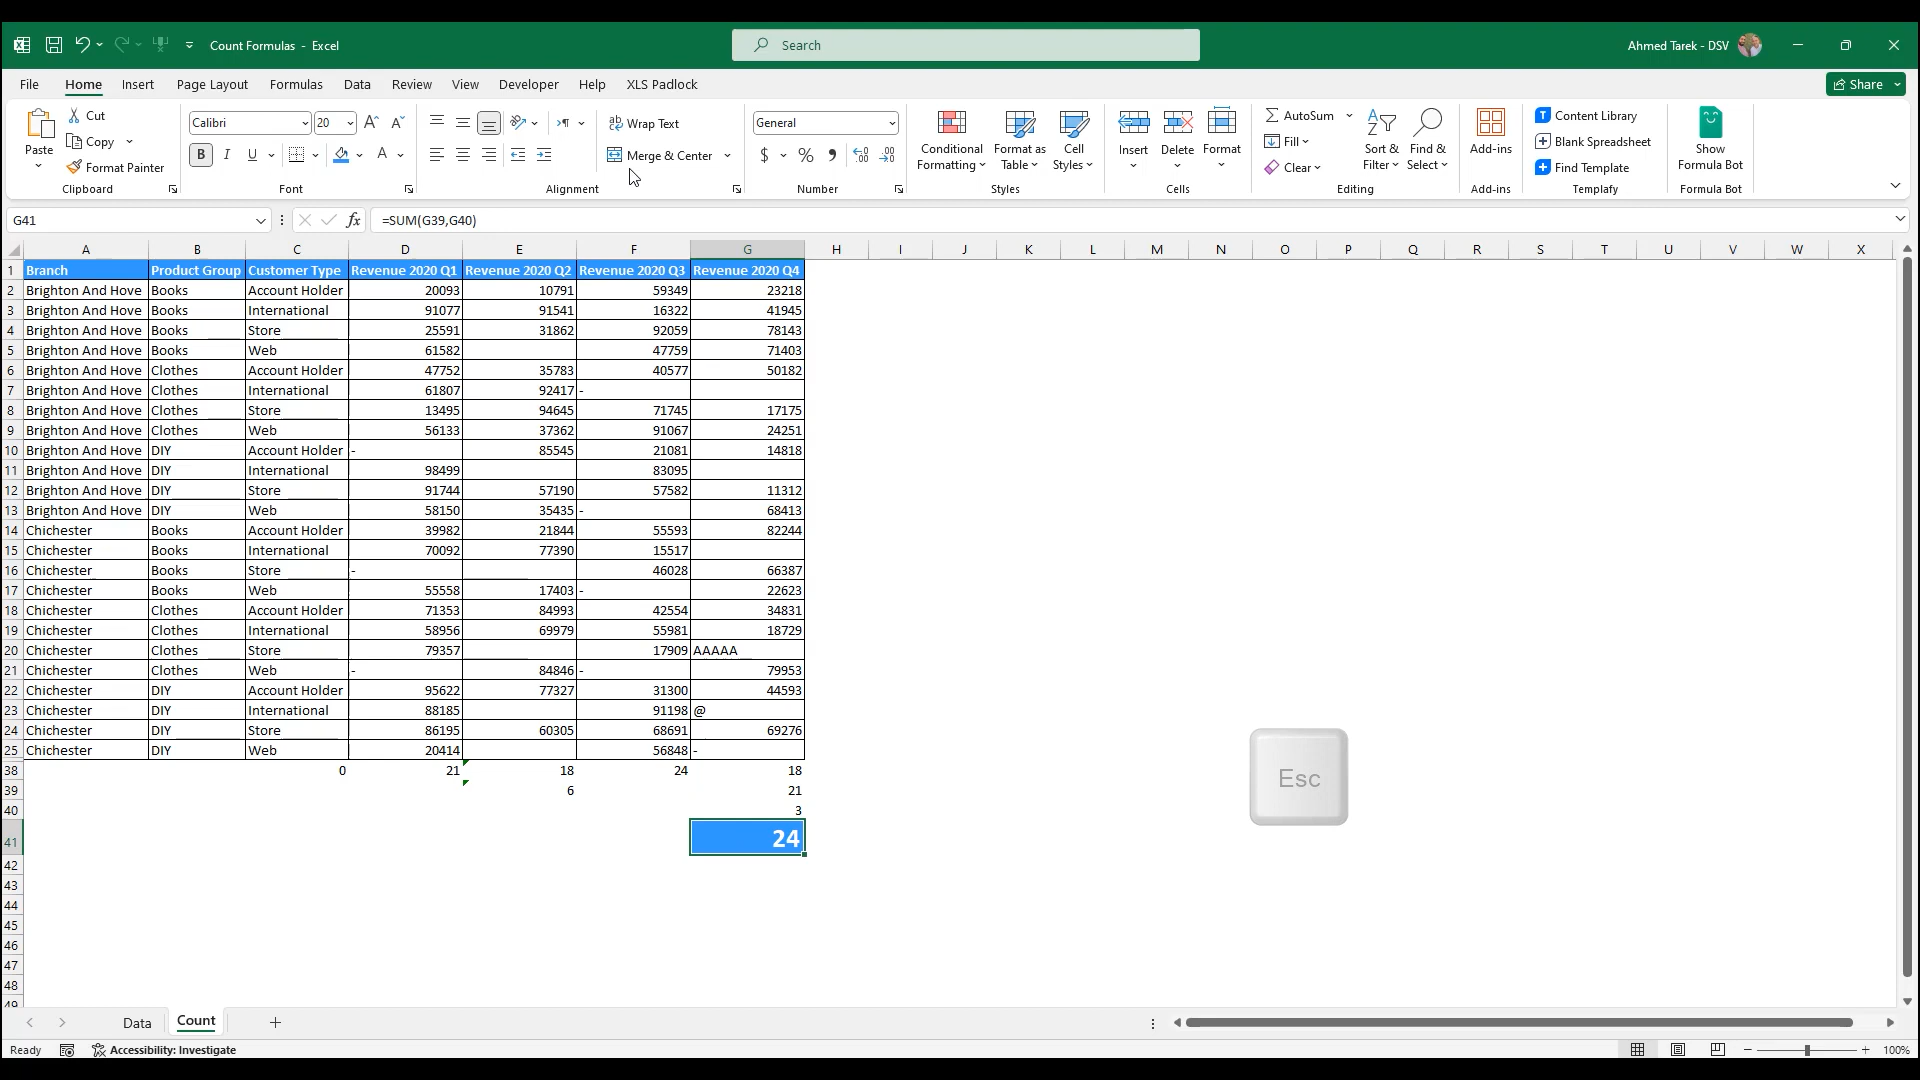 Count Formulas - Excel
Search
Ahmed Tarek - DSV
File Home Insert Page Layout Formulas Data Review View Developer Help XLS Padlock
Share
Paste
Cut
Copy
Format Painter
Clipboard
Calibri 20
B I U A
Font
Wrap Text
Merge & Center
Alignment
General
$ %
Number
Conditional Formatting
Format as Table
Cell Styles
Styles
Insert
Delete
Format
Cells
AutoSum
Fill
Clear
Sort & Filter
Find & Select
Editing
Add-ins
Add-ins
Content Library
Blank Spreadsheet
Find Template
Templafy
Show Formula Bot
Formula Bot
G41
fx
=SUM(G39,G40)
A B C D E F G H I J K L M N O P Q R S T U V W X
1 Branch Product Group Customer Type Revenue 2020 Q1 Revenue 2020 Q2 Revenue 2020 Q3 Revenue 2020 Q4
2 Brighton And Hove Books Account Holder 20093 10791 59349 23218
3 Brighton And Hove Books International 91077 91541 16322 41945
4 Brighton And Hove Books Store 25591 31862 92059 78143
5 Brighton And Hove Books Web 61582 47759 71403
6 Brighton And Hove Clothes Account Holder 47752 35783 40577 50182
7 Brighton And Hove Clothes International 61807 92417 -
8 Brighton And Hove Clothes Store 13495 94645 71745 17175
9 Brighton And Hove Clothes Web 56133 37362 91067 24251
10 Brighton And Hove DIY Account Holder - 85545 21081 14818
11 Brighton And Hove DIY International 98499 83095
12 Brighton And Hove DIY Store 91744 57190 57582 11312
13 Brighton And Hove DIY Web 58150 35435 - 68413
14 Chichester Books Account Holder 39982 21844 55593 82244
15 Chichester Books International 70092 77390 15517
16 Chichester Books Store - 46028 66387
17 Chichester Books Web 55558 17403 - 22623
18 Chichester Clothes Account Holder 71353 84993 42554 34831
19 Chichester Clothes International 58956 69979 55981 18729
20 Chichester Clothes Store 79357 17909 AAAAA
21 Chichester Clothes Web - 84846 - 79953
22 Chichester DIY Account Holder 95622 77327 31300 44593
23 Chichester DIY International 88185 91198 @
24 Chichester DIY Store 86195 60305 68691 69276
25 Chichester DIY Web 20414 56848 -
38 0 21 18 24 18
39 6 21
40 3
41 24
42
43
44
45
46
47
48
49
Esc
Data Count
Ready
Accessibility: Investigate
100%